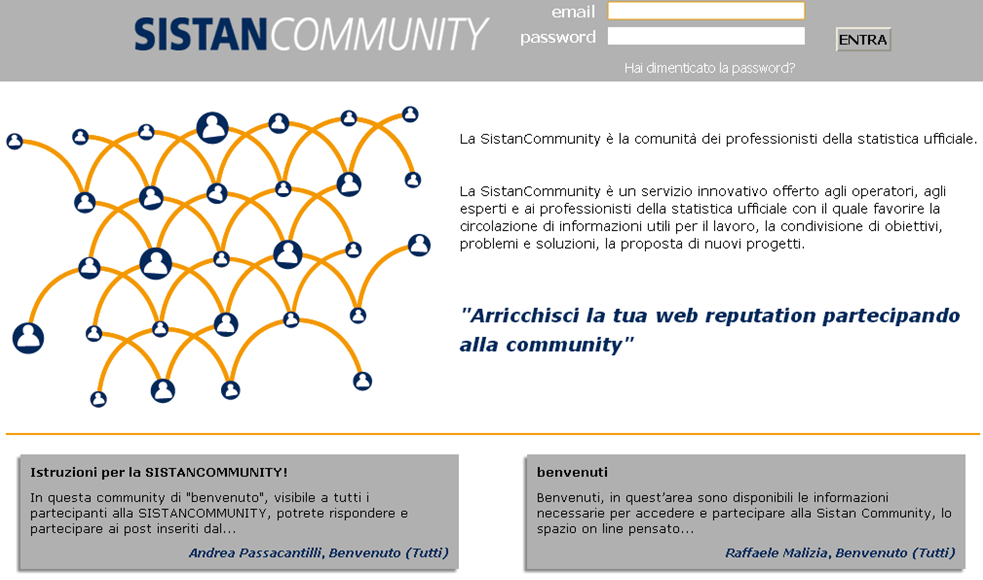 SISTANCOMMUNITY
email
password
ENTRA
Hai dimenticato la password?
La SistanCommunity è la comunità dei professionisti della statistica ufficiale.
La SistanCommunity è un servizio innovativo offerto agli operatori, agli
esperti e ai professionisti della statistica ufficiale con il quale favorire la
circolazione di informazioni utili per il lavoro, la condivisione di obiettivi,
problemi e soluzioni, la proposta di nuovi progetti.
"Arricchisci la tua web reputation partecipando
alla community"
Istruzioni per la SISTANCOMMUNITY!
In questa community di "benvenuto", visibile a tutti i
partecipanti alla SISTANCOMMUNITY, potrete rispondere e
partecipare ai post inseriti dal...
Andrea Passacantilli, Benvenuto (Tutti)
benvenuti
Benvenuti, in quest'area sono disponibili le informazioni
necessarie per accedere e partecipare alla Sistan Community, lo
spazio on line pensato...
Raffaele Malizia, Benvenuto (Tutti)